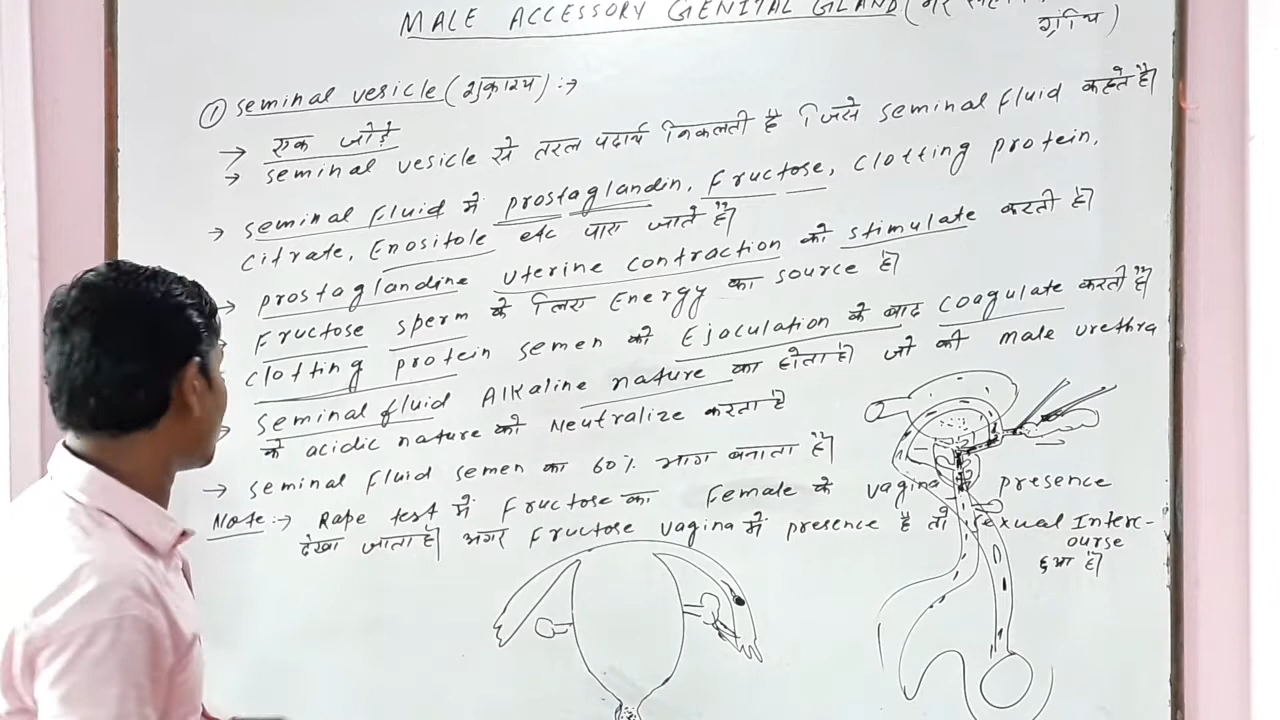 MALE ACCESSORY GENITAL GLAND (नर
ग्रंथि)
① seminal vesicle (शुक्राशय) :→
→ एक जोड़े
→ seminal vesicle से तरल पदार्थ निकलती है जिसे seminal fluid कहते है।
→ seminal fluid में prostaglandin, Fructose, clotting protein,
citrate, Enositole etc पाए जाते है।
→ prostaglandine uterine contraction को stimulate करती है।
Fructose sperm के लिए Energy का source है।
clotting protein semen को Ejaculation के बाद coagulate करती है।
seminal fluid Alkaline nature का होता है। जो की male urethra
के acidic nature को Neutralize करता है
→ seminal fluid semen का 60% भाग बनाता है।
Note :→ Rape test में Fructose का Female के vagina presence
देखा जाता है। अगर Fructose vagina में presence है तो sexual Inter-
ourse
हुआ है।